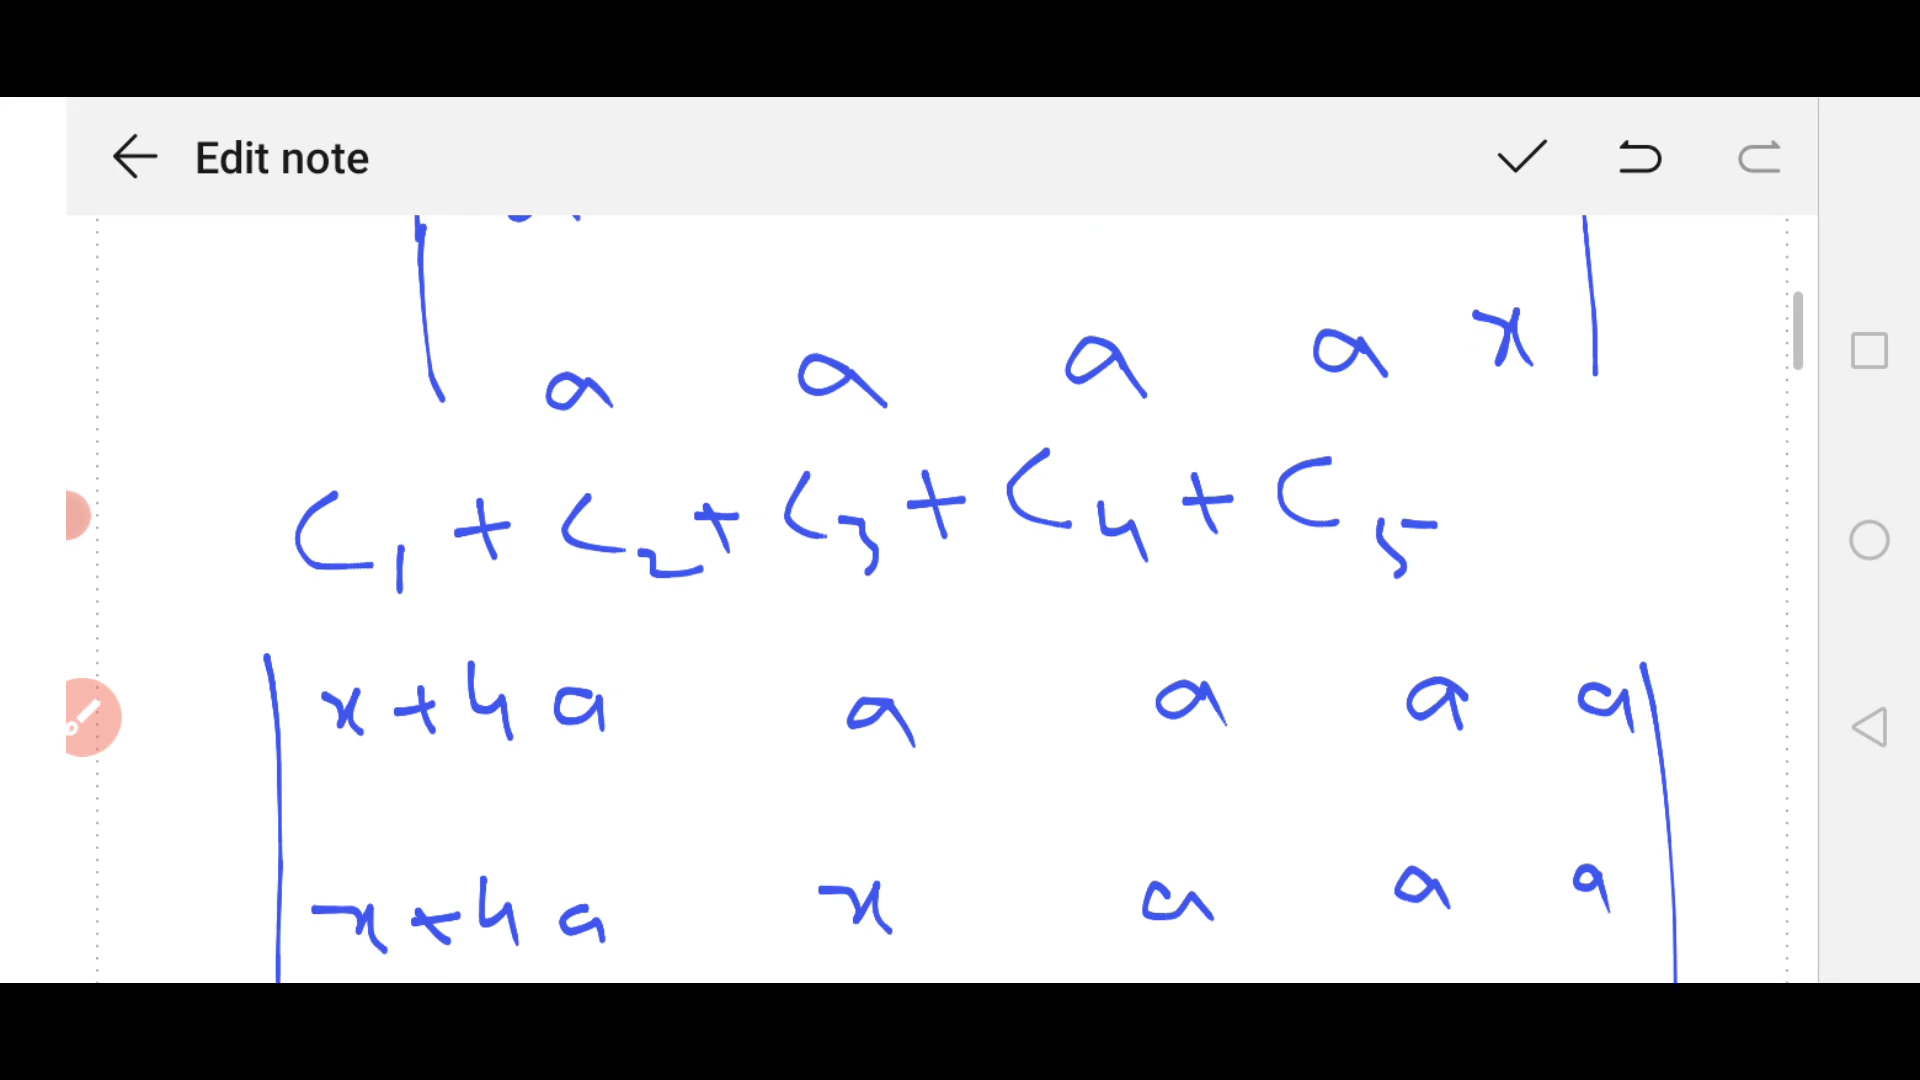 Edit note
a a a a x
C₁ + C₂ + C₃ + C₄ + C₅
x+4a a a a a
x+4a x a a a